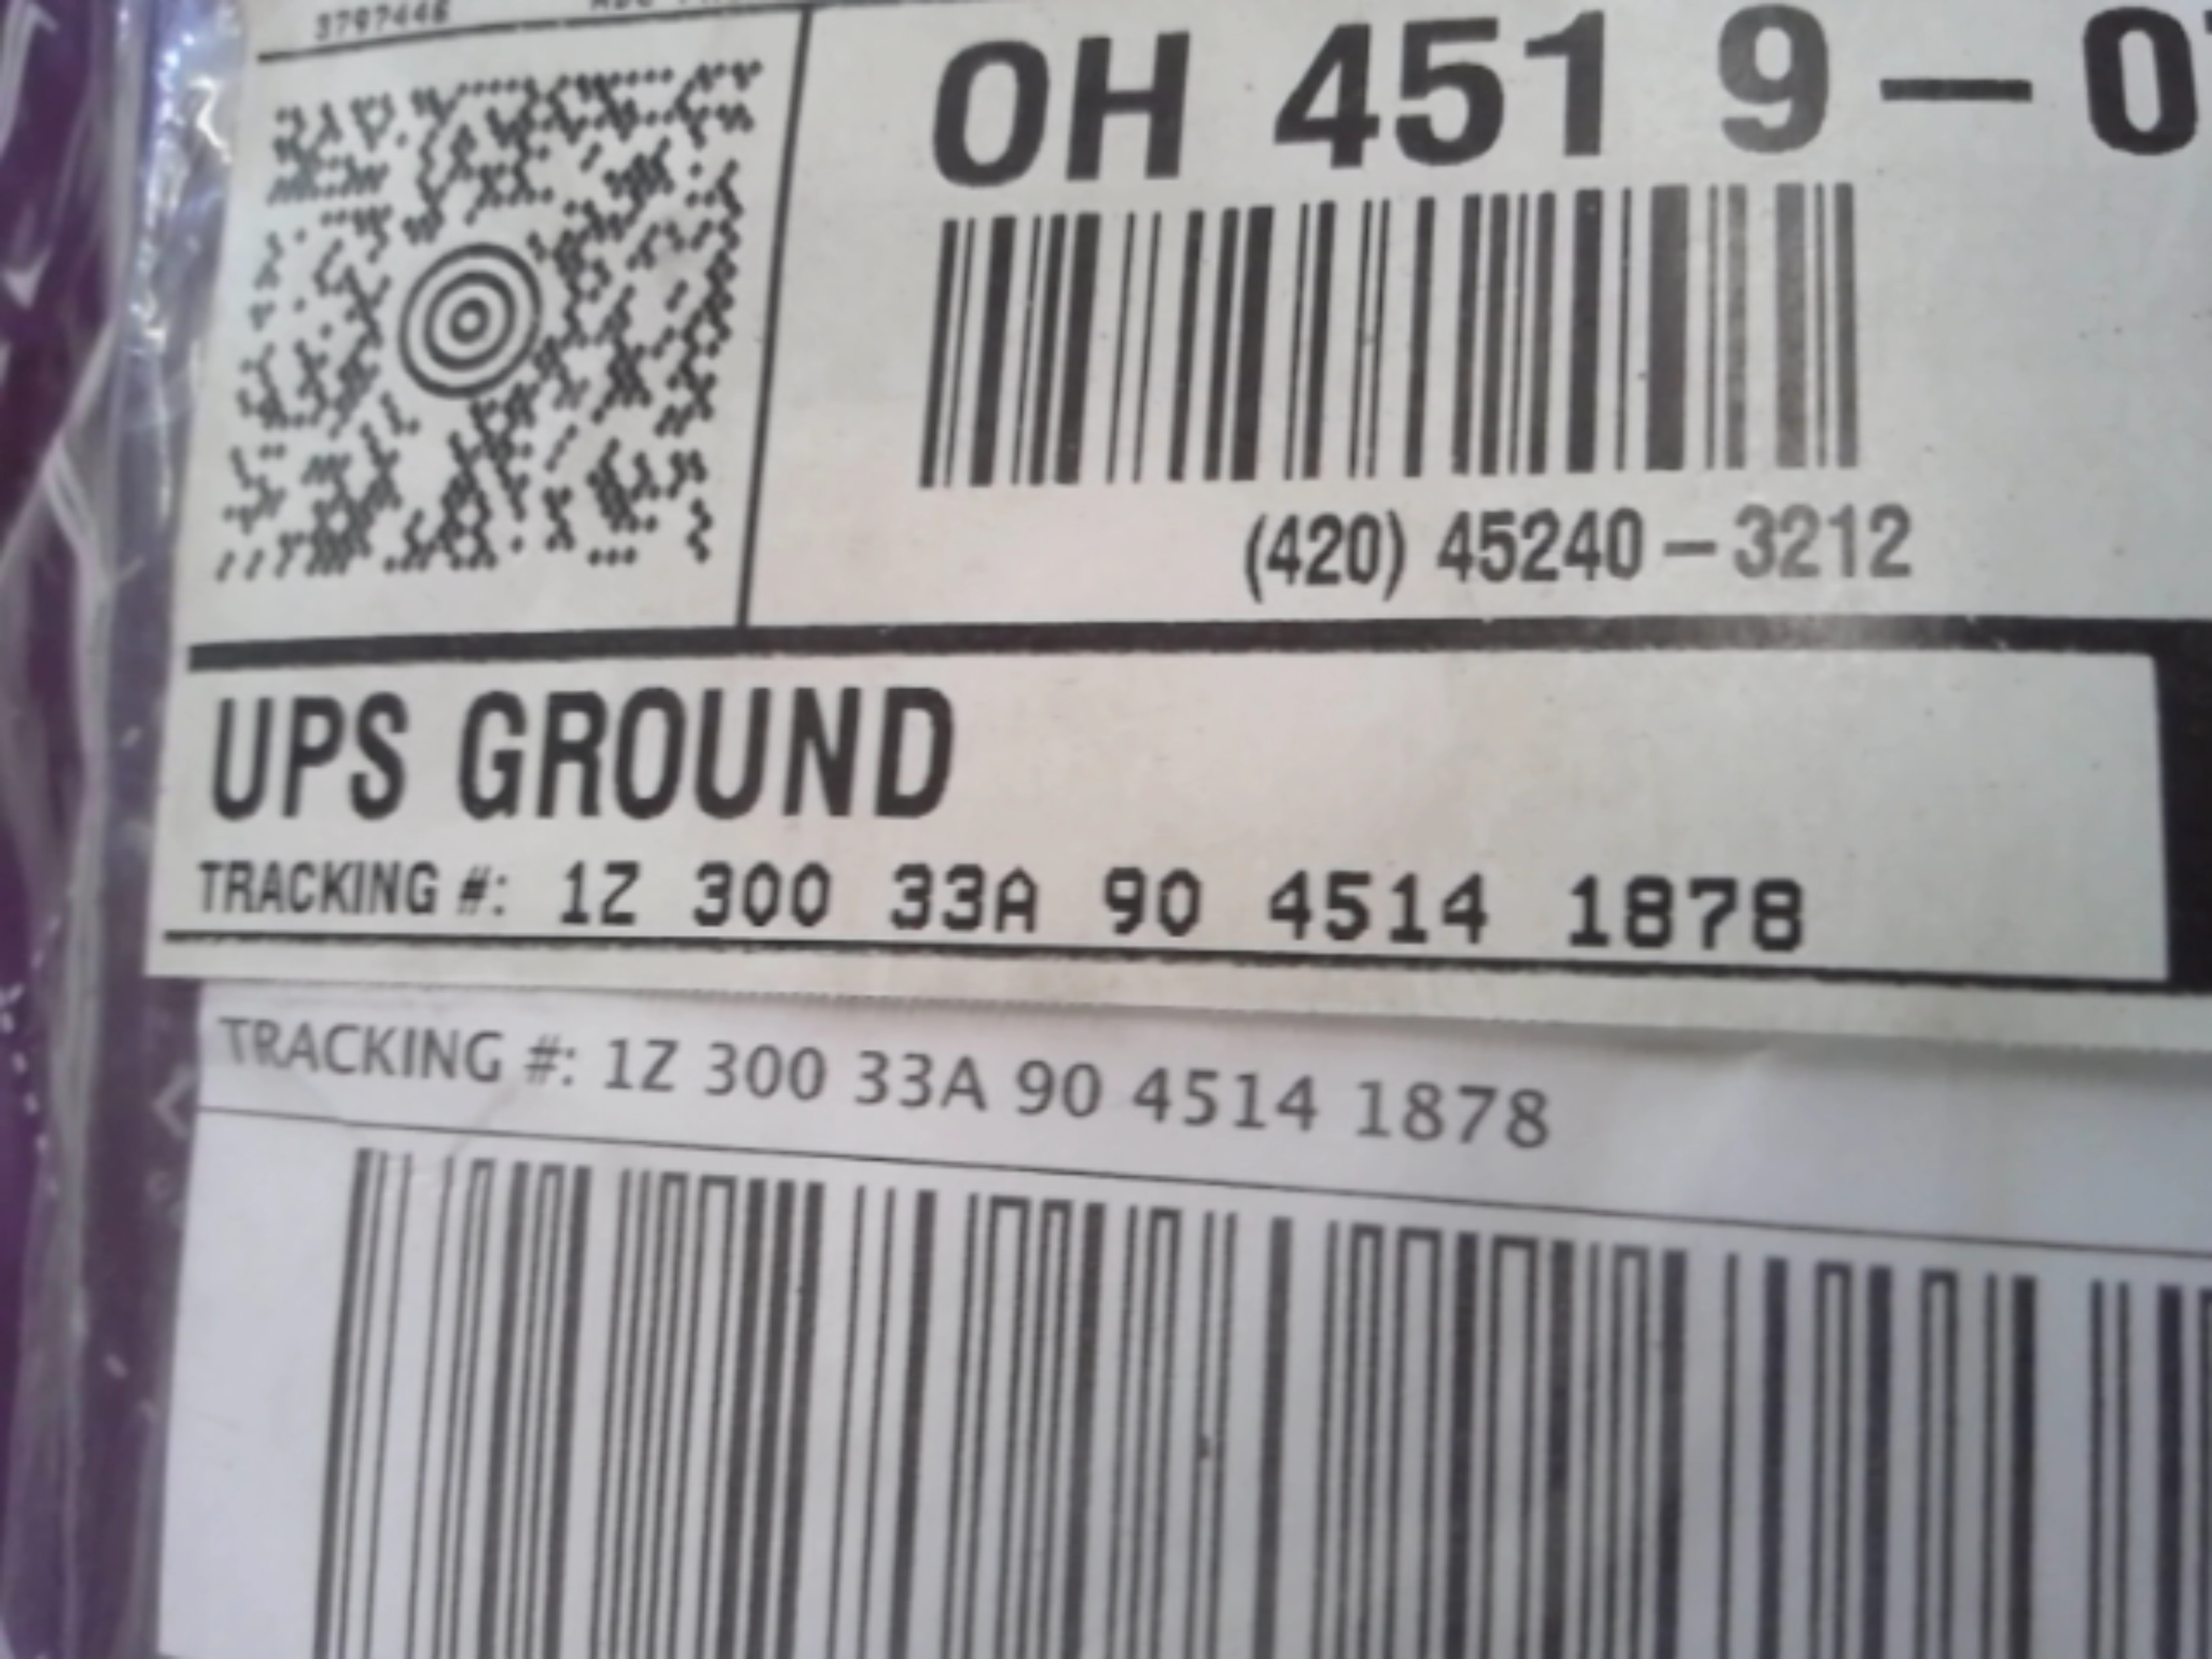 3797446
OH 451 9-0
(420) 45240-3212
UPS GROUND
TRACKING #: 1Z 300 33A 90 4514 1878
TRACKING #: 1Z 300 33A 90 4514 1878